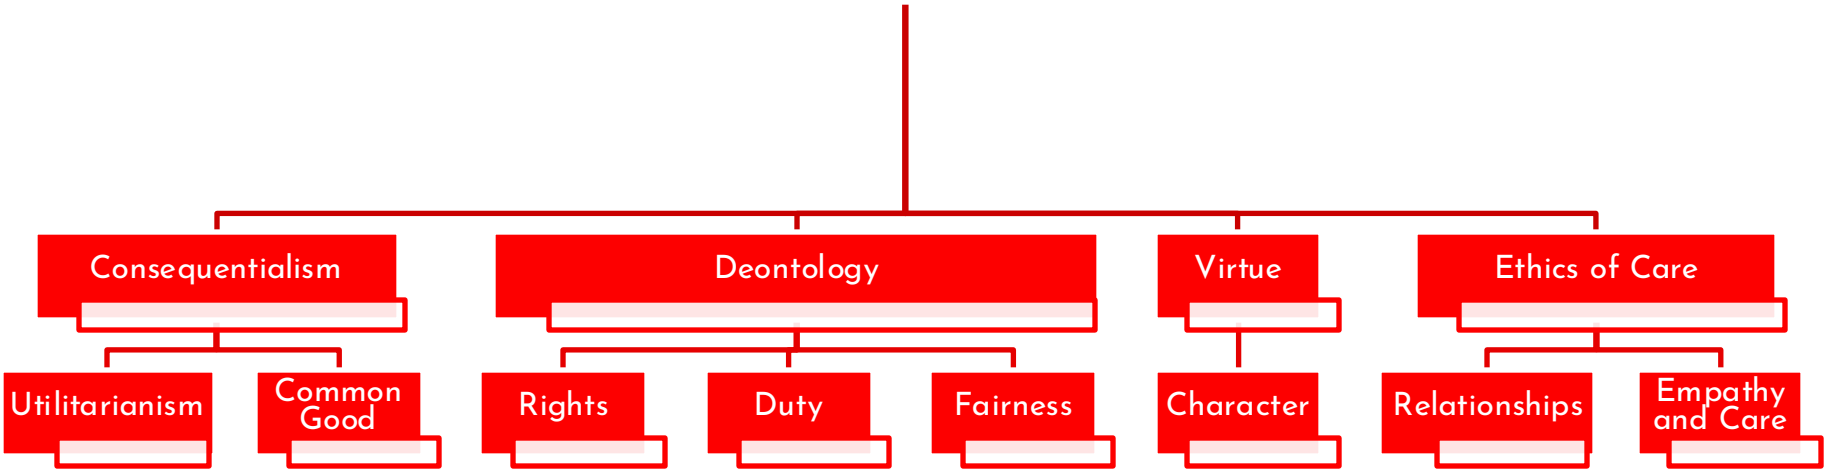 Consequentialism
Deontology
Virtue
Ethics of Care
Utilitarianism
Common
Good
Rights
Duty
Fairness
Character
Relationships
Empathy
and Care